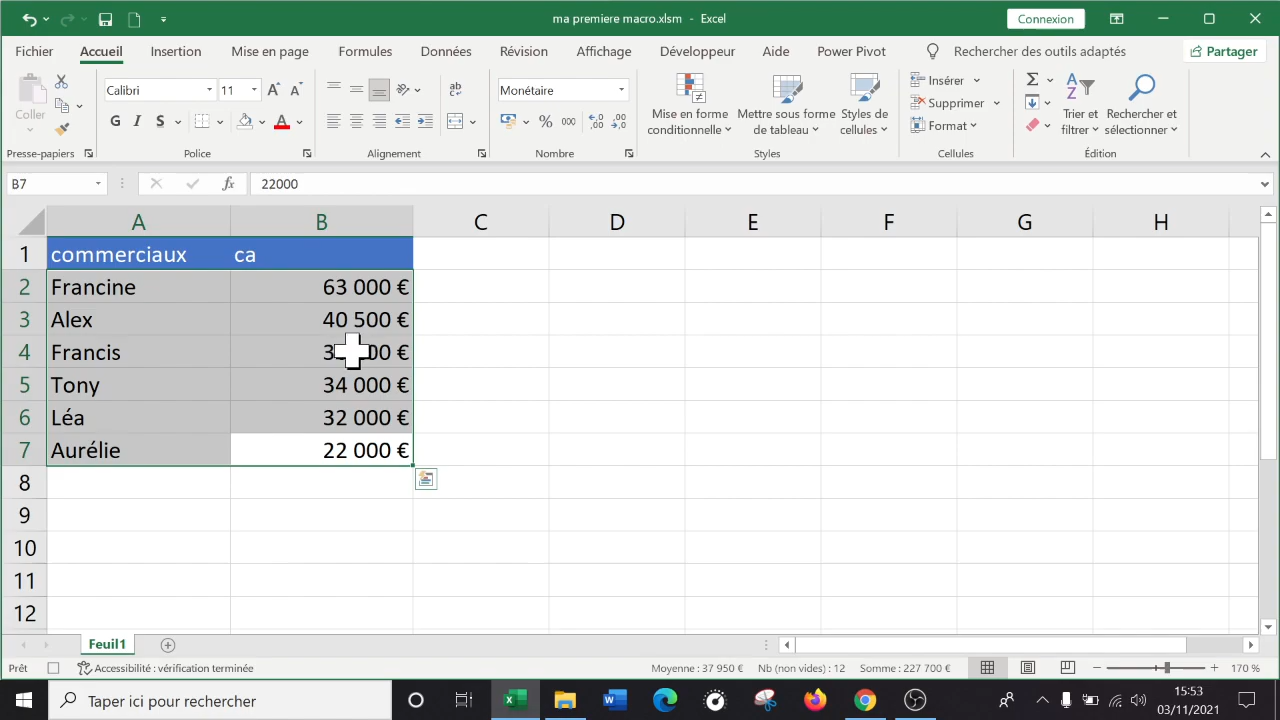 ma premiere macro.xlsm - Excel
Connexion
Fichier Accueil Insertion Mise en page Formules Données Révision Affichage Développeur Aide Power Pivot Rechercher des outils adaptés Partager
Coller
Calibri 11
G I S
Monétaire
% 000
Mise en forme conditionnelle
Mettre sous forme de tableau
Styles de cellules
Insérer
Supprimer
Format
Trier et filtrer
Rechercher et sélectionner
Presse-papiers Police Alignement Nombre Styles Cellules Édition
B7 fx 22000
A B C D E F G H
1 commerciaux ca
2 Francine 63 000 €
3 Alex 40 500 €
4 Francis 00 €
5 Tony 34 000 €
6 Léa 32 000 €
7 Aurélie 22 000 €
8
9
10
11
12
Feuil1
Prêt Accessibilité : vérification terminée Moyenne : 37 950 € Nb (non vides) : 12 Somme : 227 700 € 170 %
Taper ici pour rechercher
15:53
03/11/2021